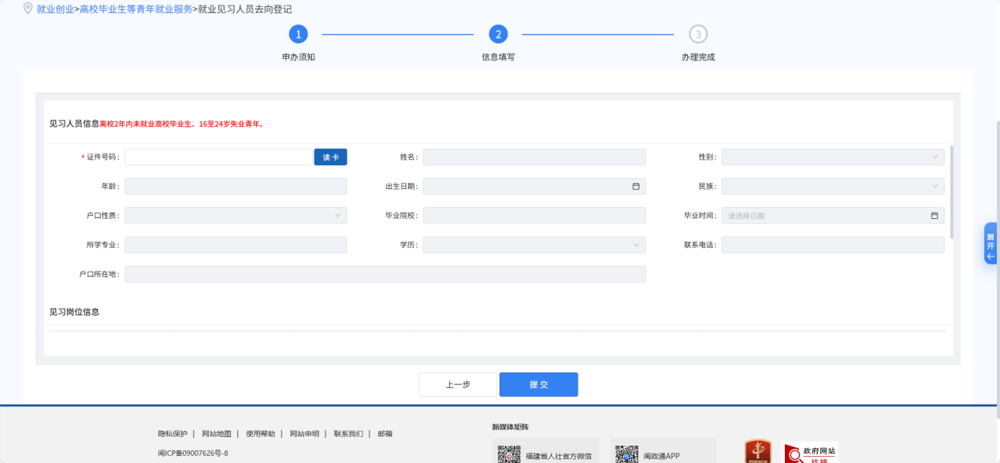 就业创业>高校毕业生等青年就业服务>就业见习人员去向登记
1 2 3
申办须知 信息填写 办理完成
见习人员信息离校2年内未就业高校毕业生、16至24岁失业青年。
* 证件号码: 读卡 姓名: 性别:
年龄: 出生日期: 民族:
户口性质: 毕业院校: 毕业时间: 请选择日期
所学专业: 学历: 联系电话:
户口所在地:
展开
见习岗位信息
上一步 提交
新媒体矩阵
隐私保护 | 网站地图 | 使用帮助 | 网站申明 | 联系我们 | 邮箱
闽ICP备09007626号-8
福建省人社官方微信 闽政通APP
政府网站
找错